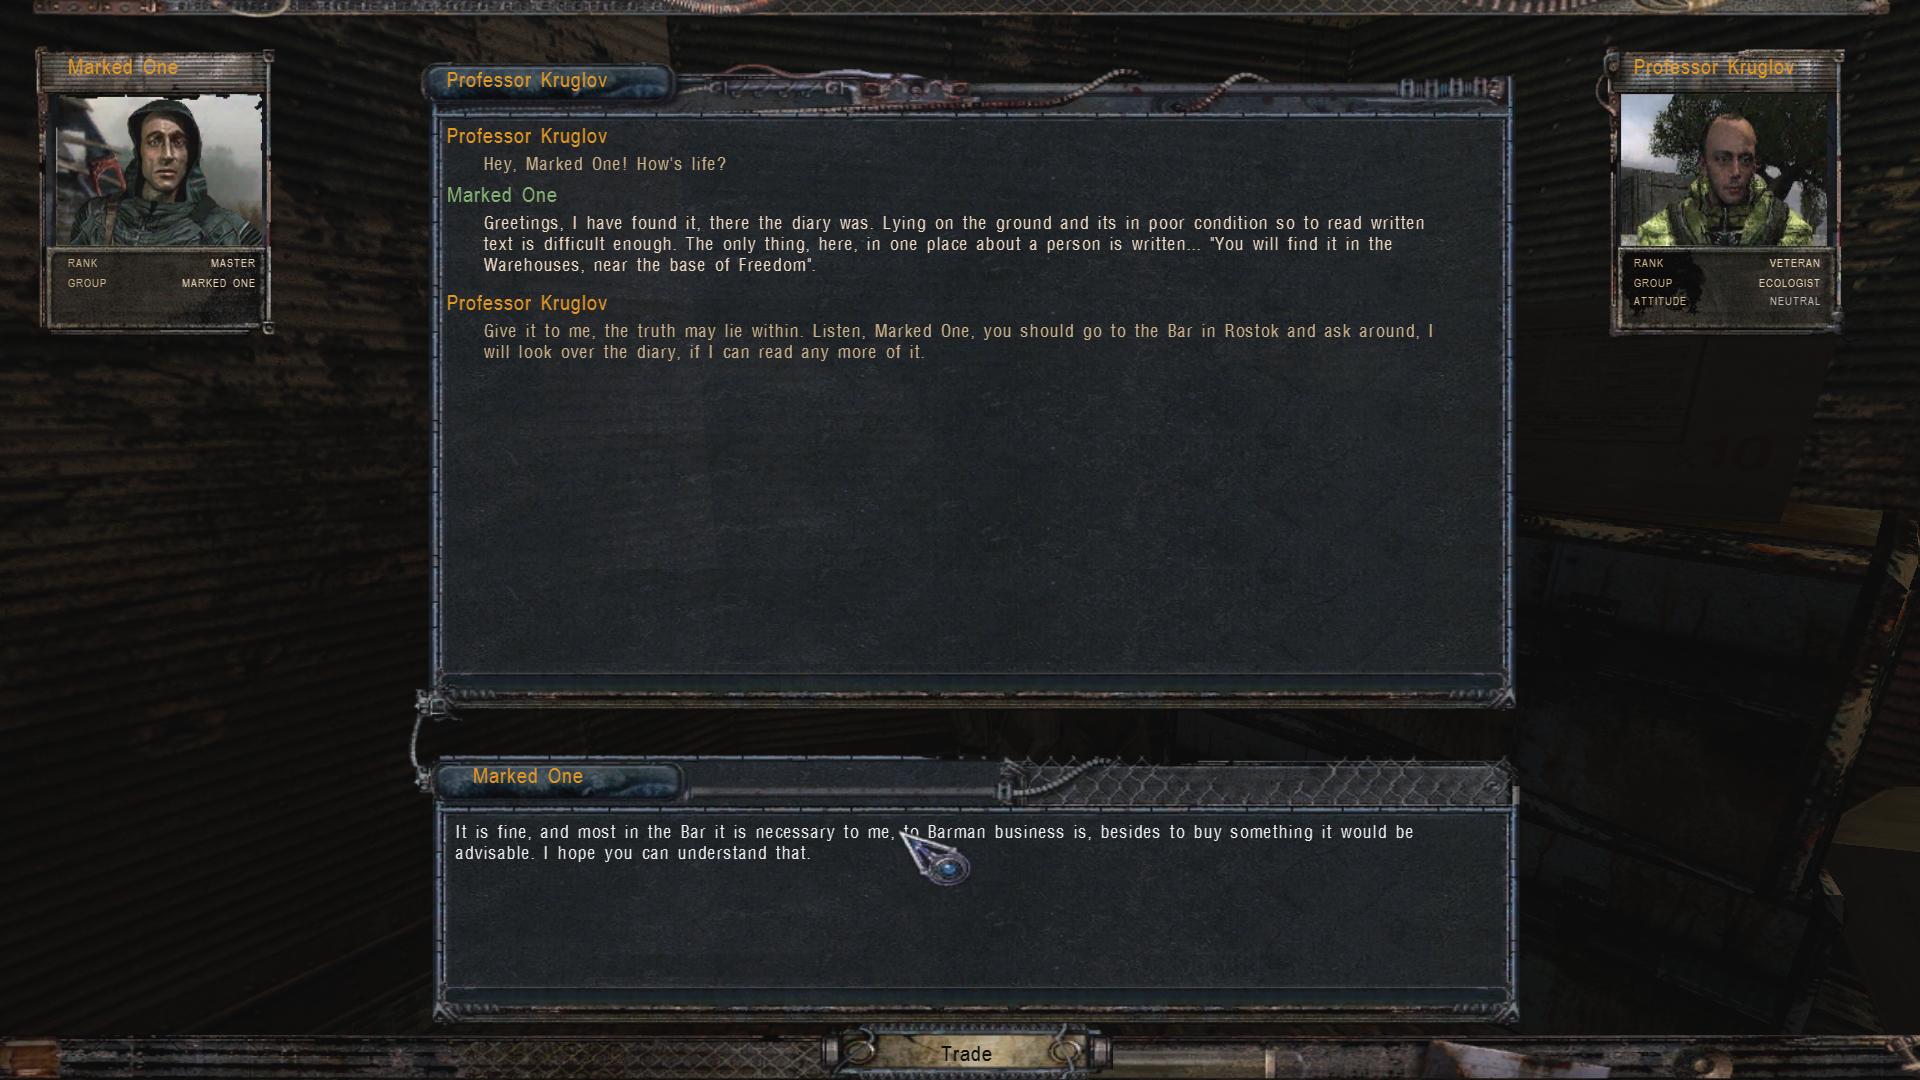 Marked One
RANK MASTER
GROUP MARKED ONE
Professor Kruglov
Professor Kruglov
Hey, Marked One! How's life?
Marked One
Greetings, I have found it, there the diary was. Lying on the ground and its in poor condition so to read written
text is difficult enough. The only thing, here, in one place about a person is written... "You will find it in the
Warehouses, near the base of Freedom".
Professor Kruglov
Give it to me, the truth may lie within. Listen, Marked One, you should go to the Bar in Rostok and ask around, I
will look over the diary, if I can read any more of it.
Professor Kruglov
RANK VETERAN
GROUP ECOLOGIST
ATTITUDE NEUTRAL
Marked One
It is fine, and most in the Bar it is necessary to me, to Barman business is, besides to buy something it would be
advisable. I hope you can understand that.
Trade